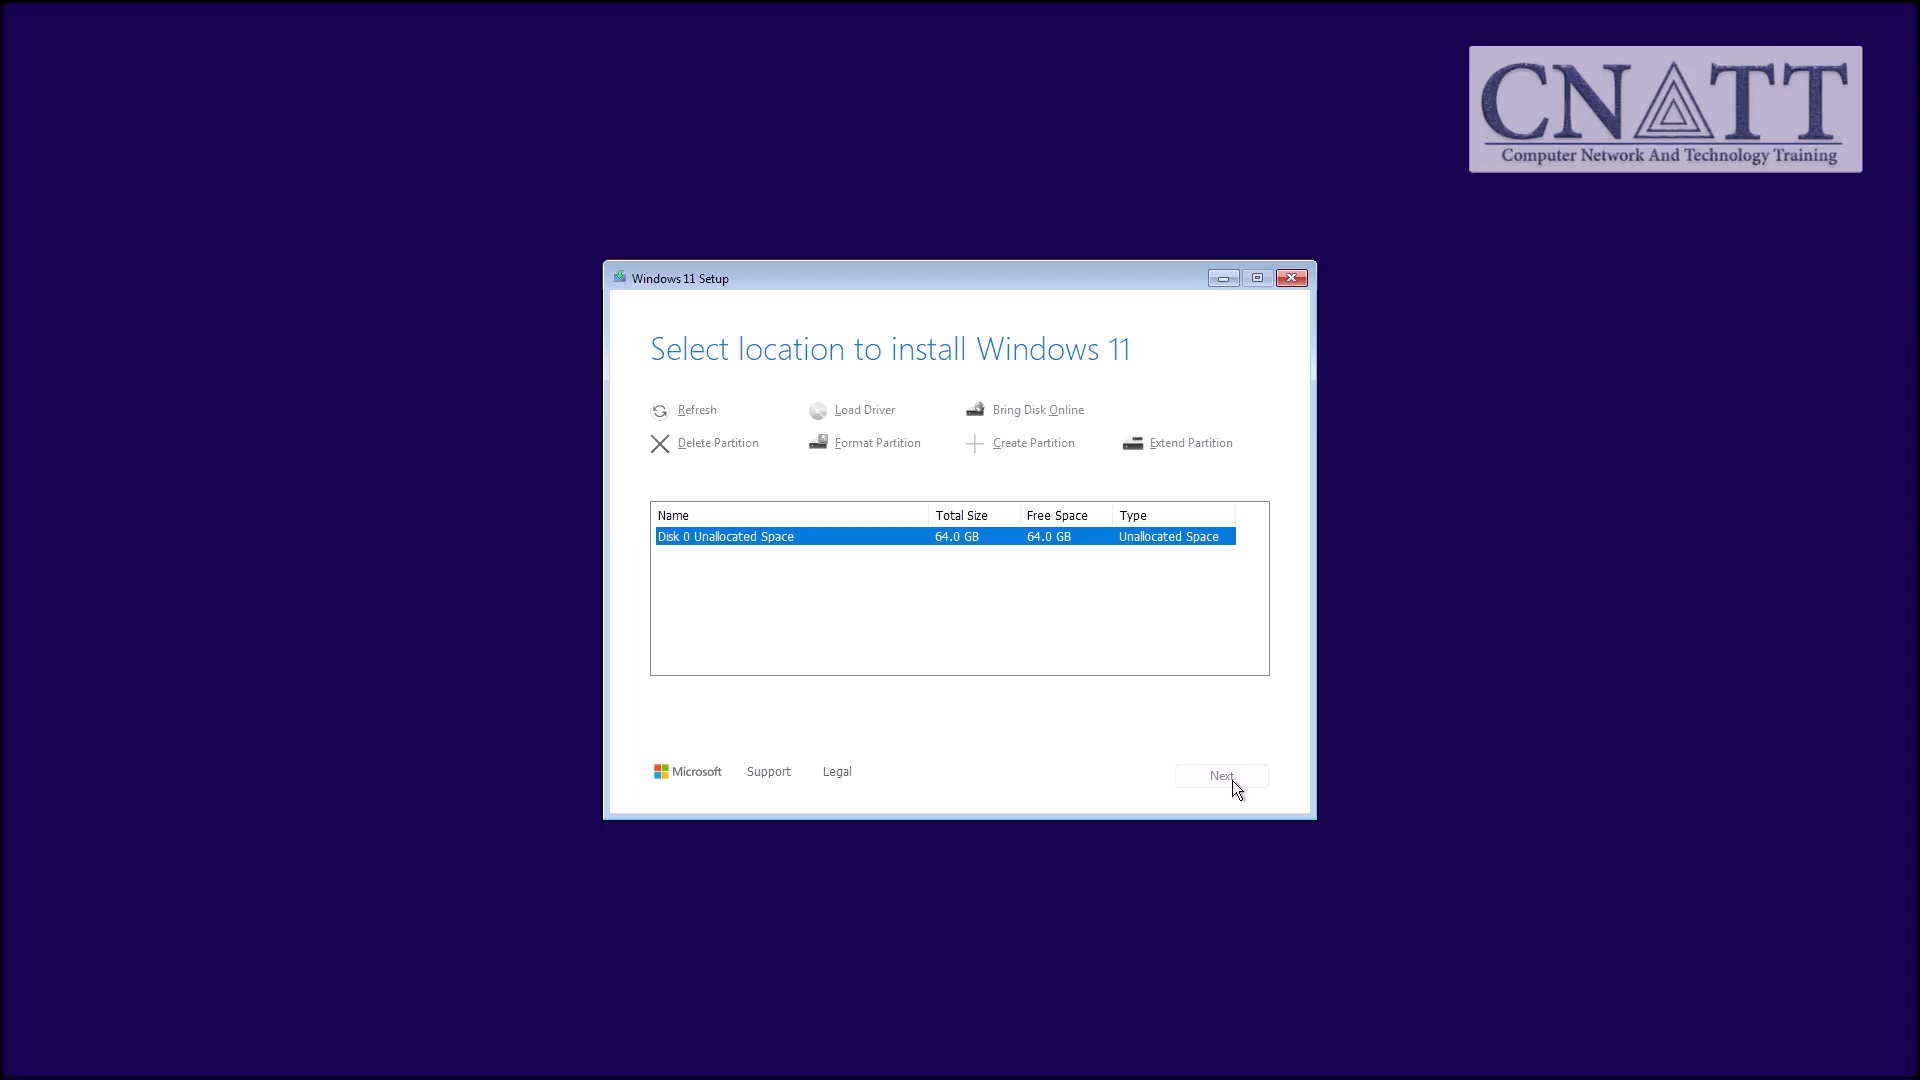 CNATT
Computer Network And Technology Training
Windows 11 Setup
Select location to install Windows 11
Refresh Load Driver Bring Disk Online
Delete Partition Format Partition Create Partition Extend Partition
Name Total Size Free Space Type
Disk 0 Unallocated Space 64.0 GB 64.0 GB Unallocated Space
Microsoft Support Legal Next